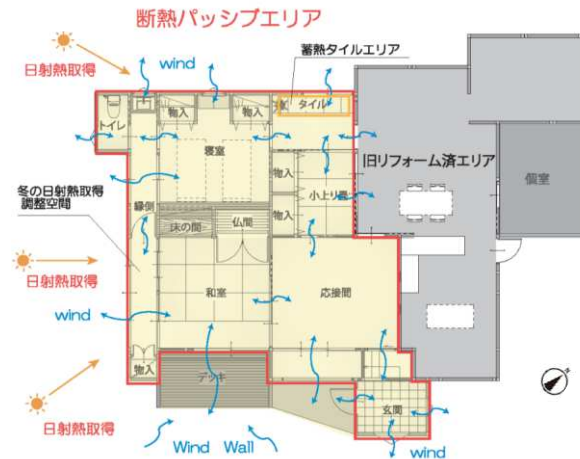 断熱パッシブエリア
日射熱取得
wind
蓄熱タイルエリア
トイレ
物入
物入
タイル
寝室
旧リフォーム済エリア
個室
物入
小上り畳
冬の日射熱取得
調整空間
縁側
床の間
仏間
物入
日射熱取得
和室
応接間
wind
物入
デッキ
玄関
日射熱取得
Wind Wall
wind